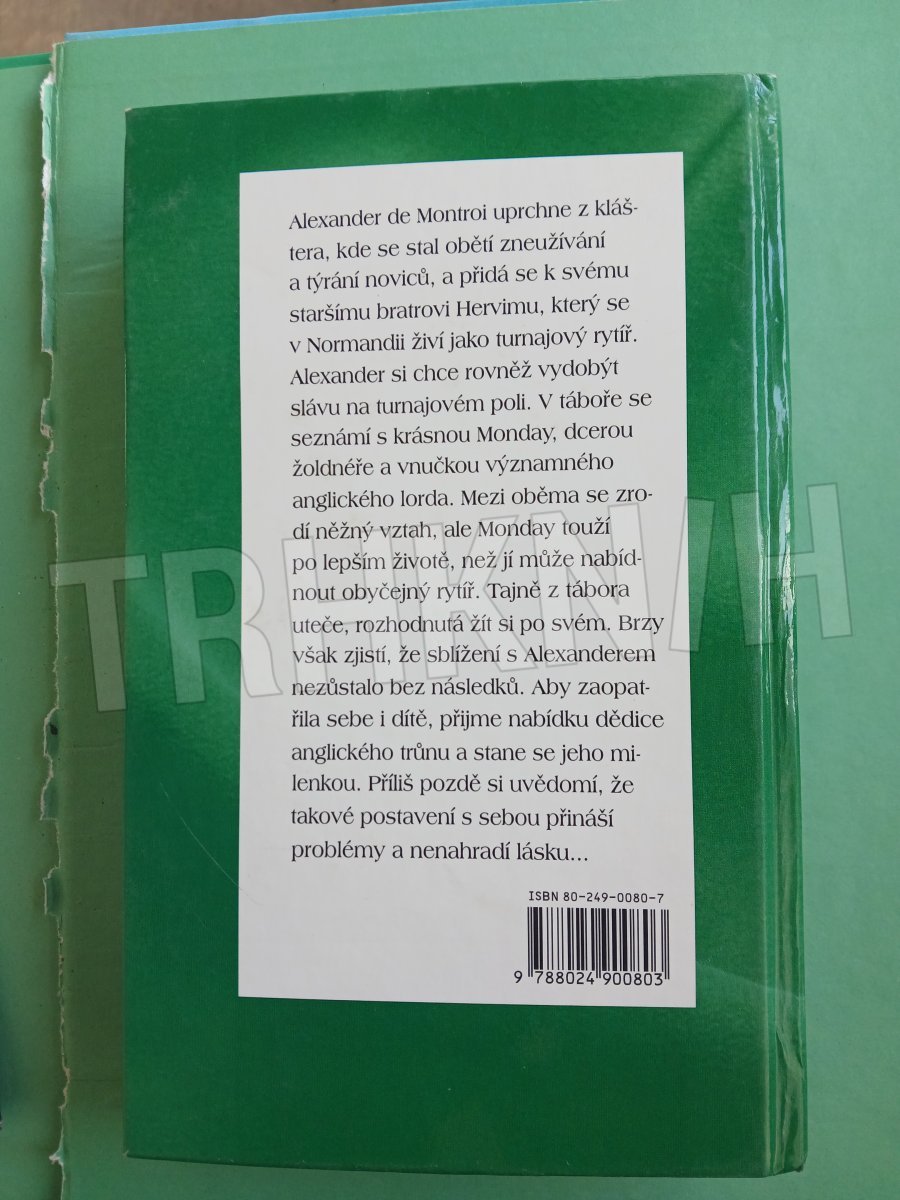 Alexander de Montroi uprchne z kláš-
tera, kde se stal obětí zneužívání
a týrání noviců, a přidá se k svému
staršímu bratrovi Hervimu, který se
v Normandii živí jako turnajový rytíř.
Alexander si chce rovněž vydobýt
slávu na turnajovém poli. V táboře se
seznámí s krásnou Monday, dcerou
žoldnéře a vnučkou významného
anglického lorda. Mezi oběma se zro-
dí něžný vztah, ale Monday touží
po lepším životě, než jí může nabíd-
nout obyčejný rytíř. Tajně z tábora
uteče, rozhodnutá žít si po svém. Brzy
však zjistí, že sblížení s Alexanderem
nezůstalo bez následků. Aby zaopat-
řila sebe i dítě, přijme nabídku dědice
anglického trůnu a stane se jeho mi-
lenkou. Příliš pozdě si uvědomí, že
takové postavení s sebou přináší
problémy a nenahradí lásku...
ISBN 80-249-0080-7
9 788024 900803
TRHKNIH